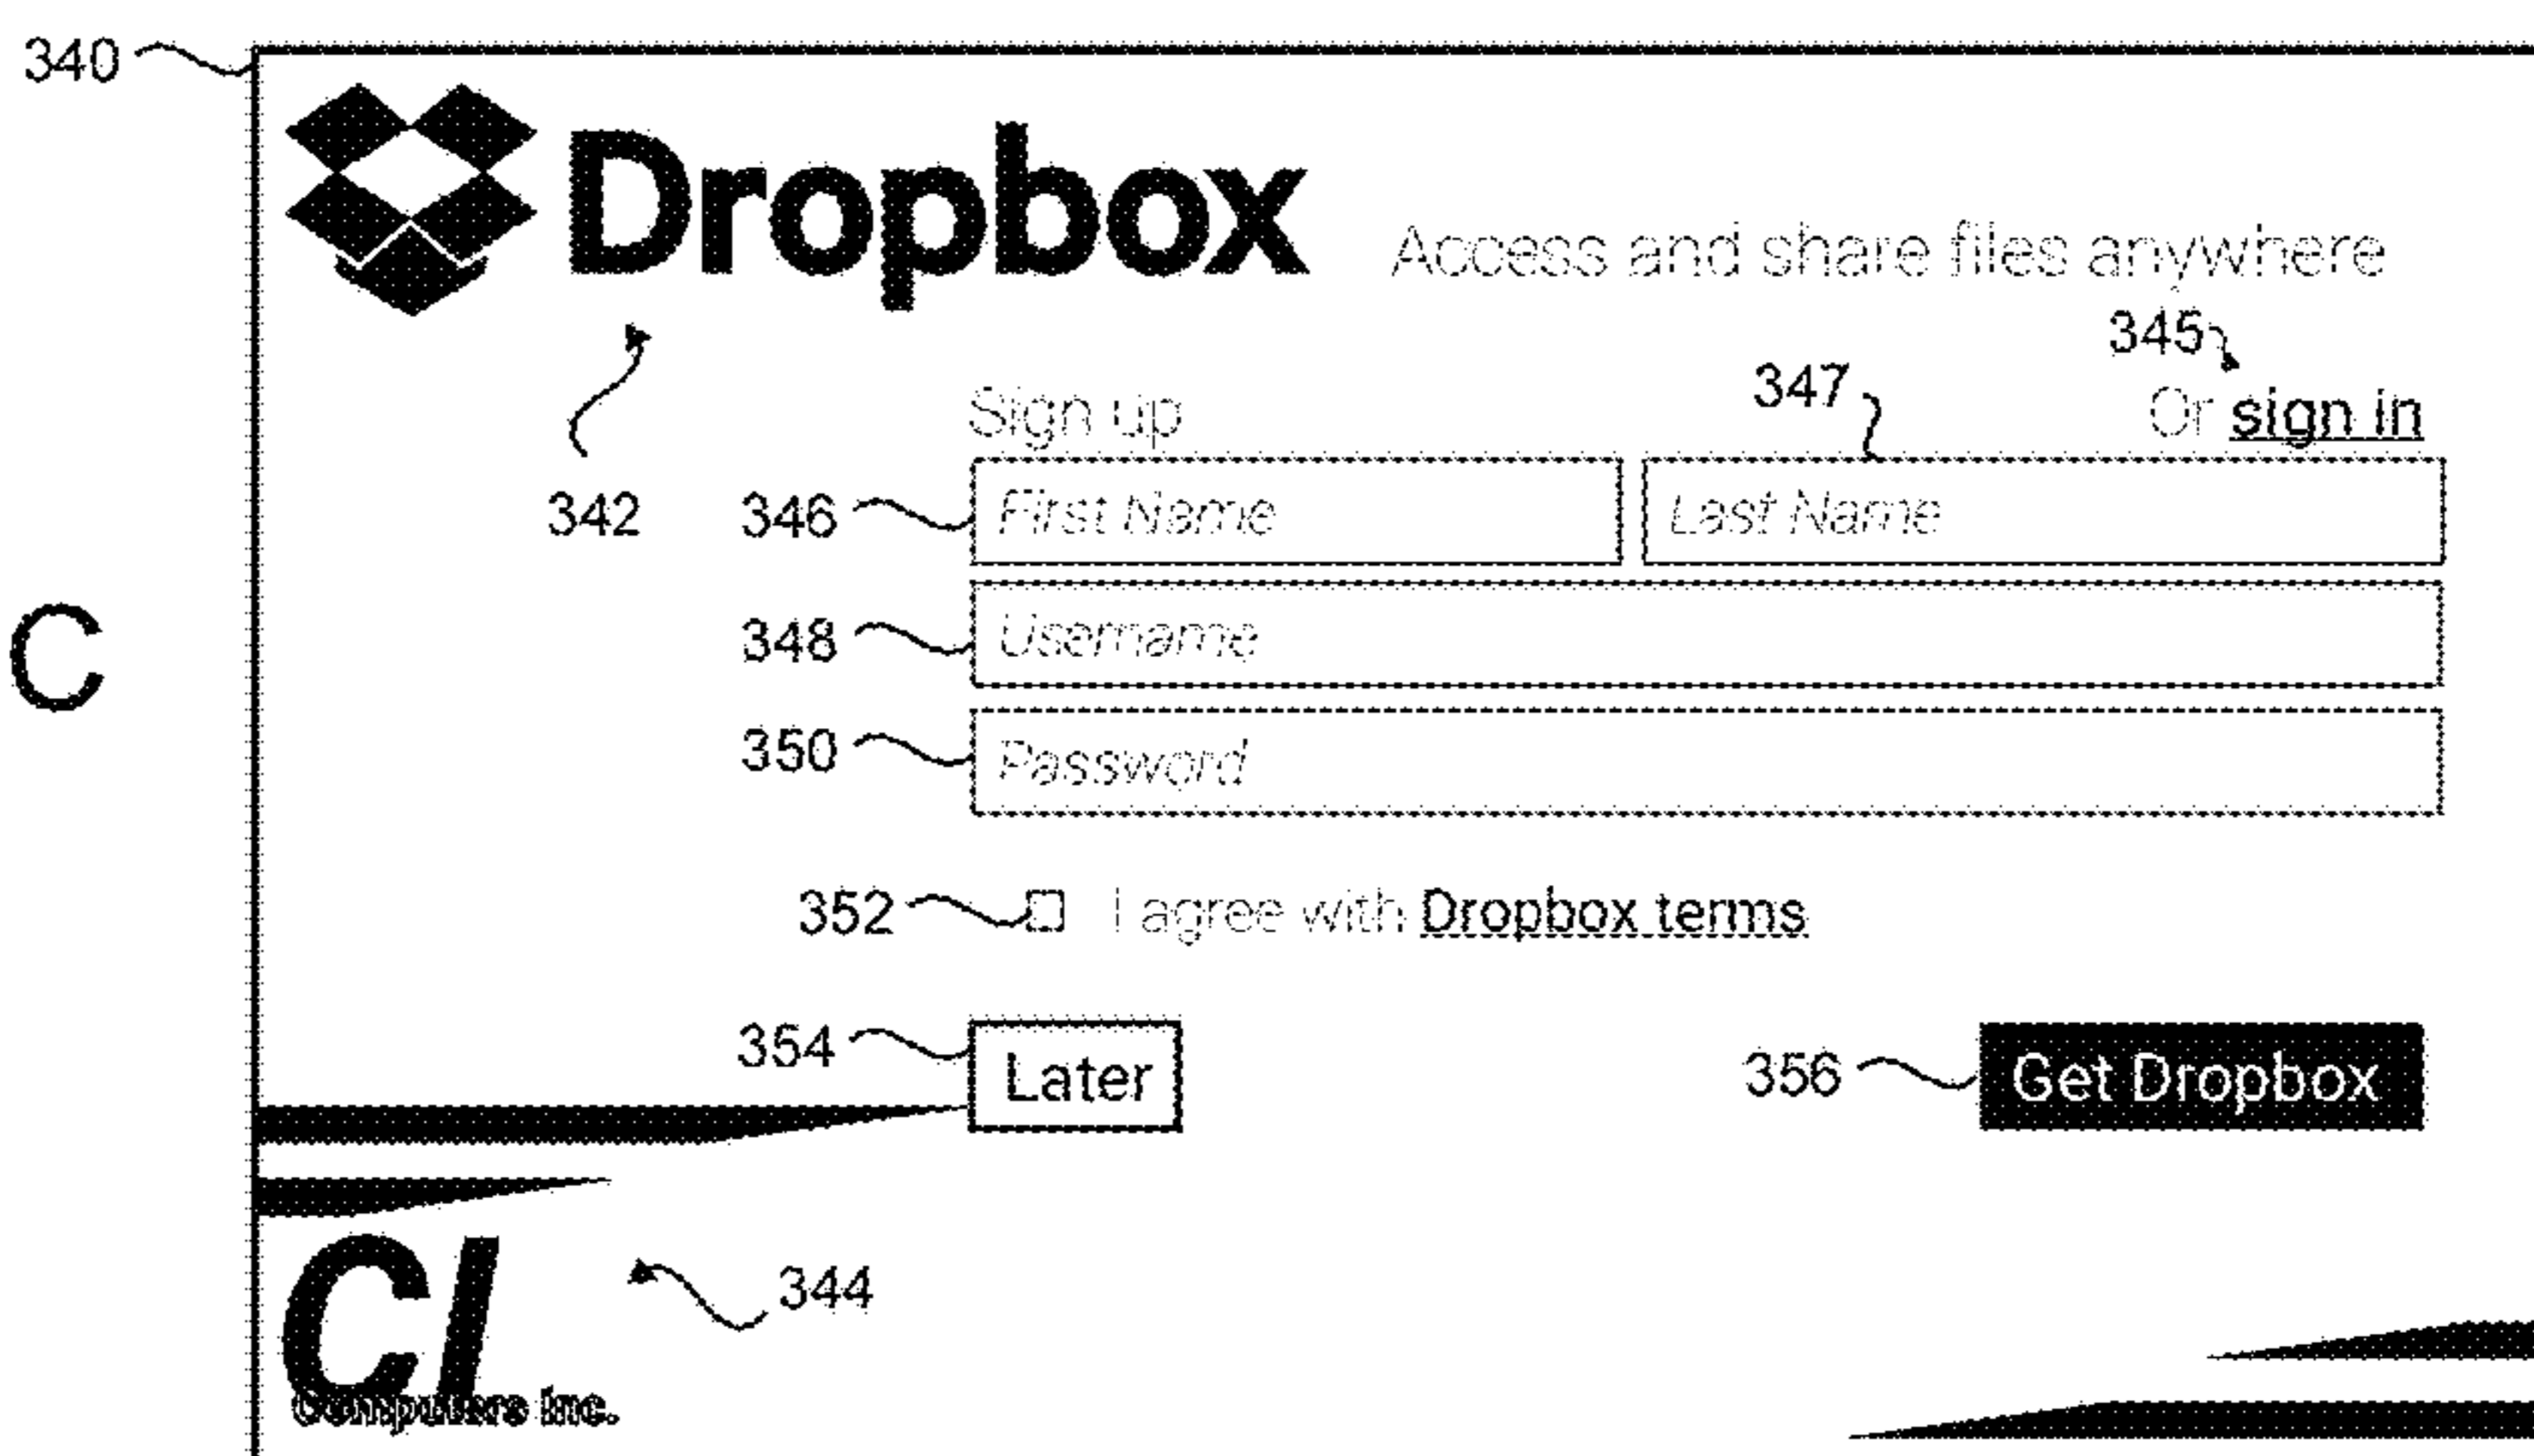 340
Dropbox
Access and share files anywhere
345
347
Sign up
Or sign in
342
346
First Name
Last Name
C
348
Username
350
Password
352
I agree with Dropbox terms
354
Later
356
Get Dropbox
CI
344
Computers Inc.